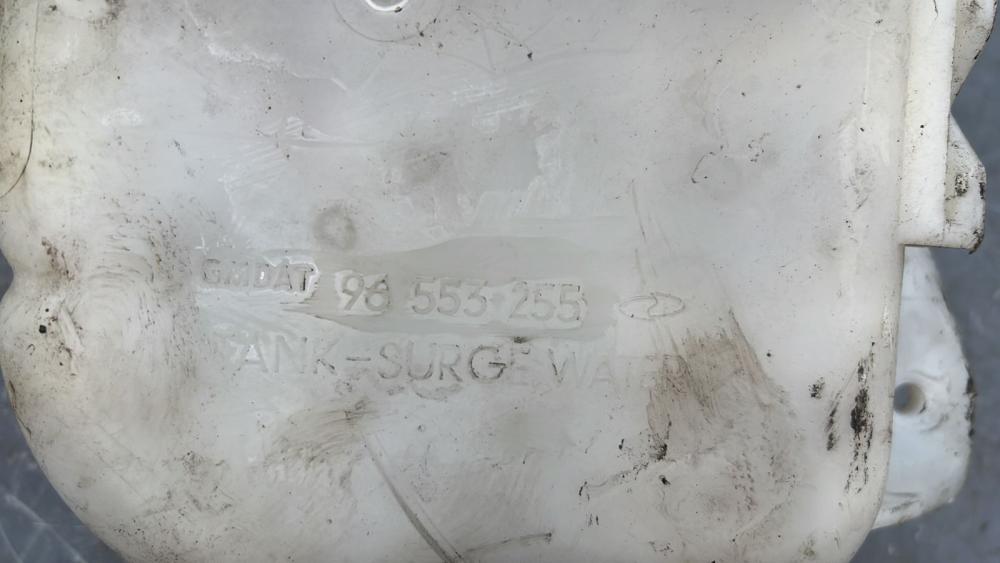 GMDAT 96 553 255
TANK-SURGE WATER